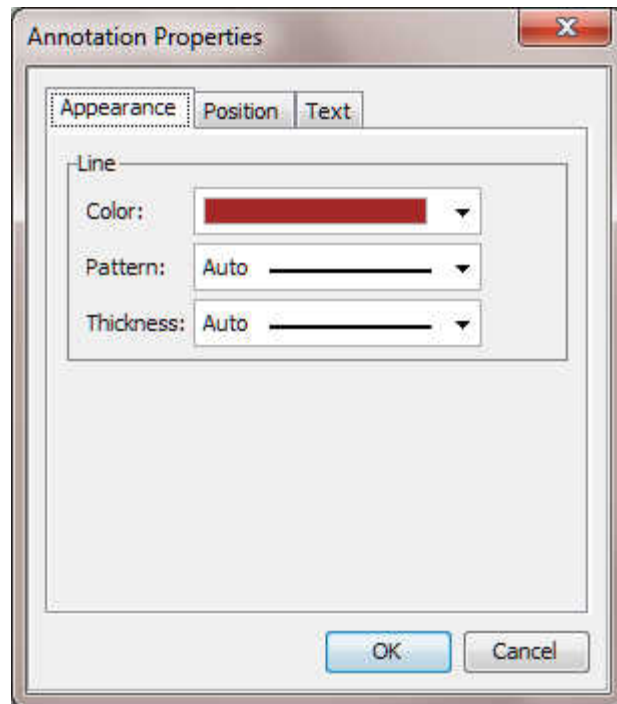 Annotation Properties
Appearance Position Text
Line
Color:
Pattern: Auto
Thickness: Auto
OK Cancel